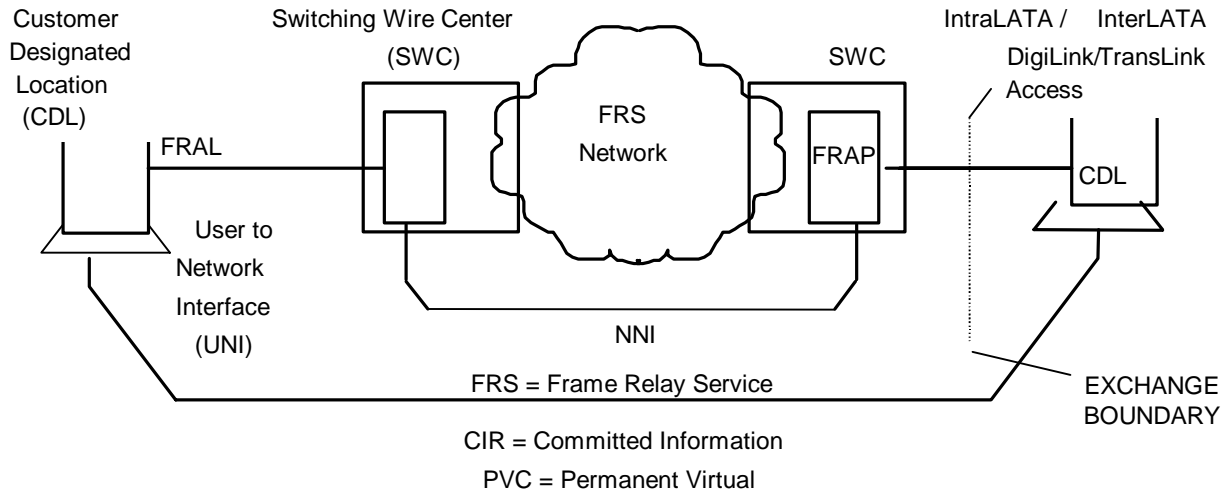 Customer
Designated
Location
(CDL)
Switching Wire Center
(SWC)
SWC
IntraLATA / InterLATA
DigiLink/TransLink
Access
FRAL
FRS
Network
FRAP
CDL
User to
Network
Interface
(UNI)
NNI
FRS = Frame Relay Service
EXCHANGE
BOUNDARY
CIR = Committed Information
PVC = Permanent Virtual